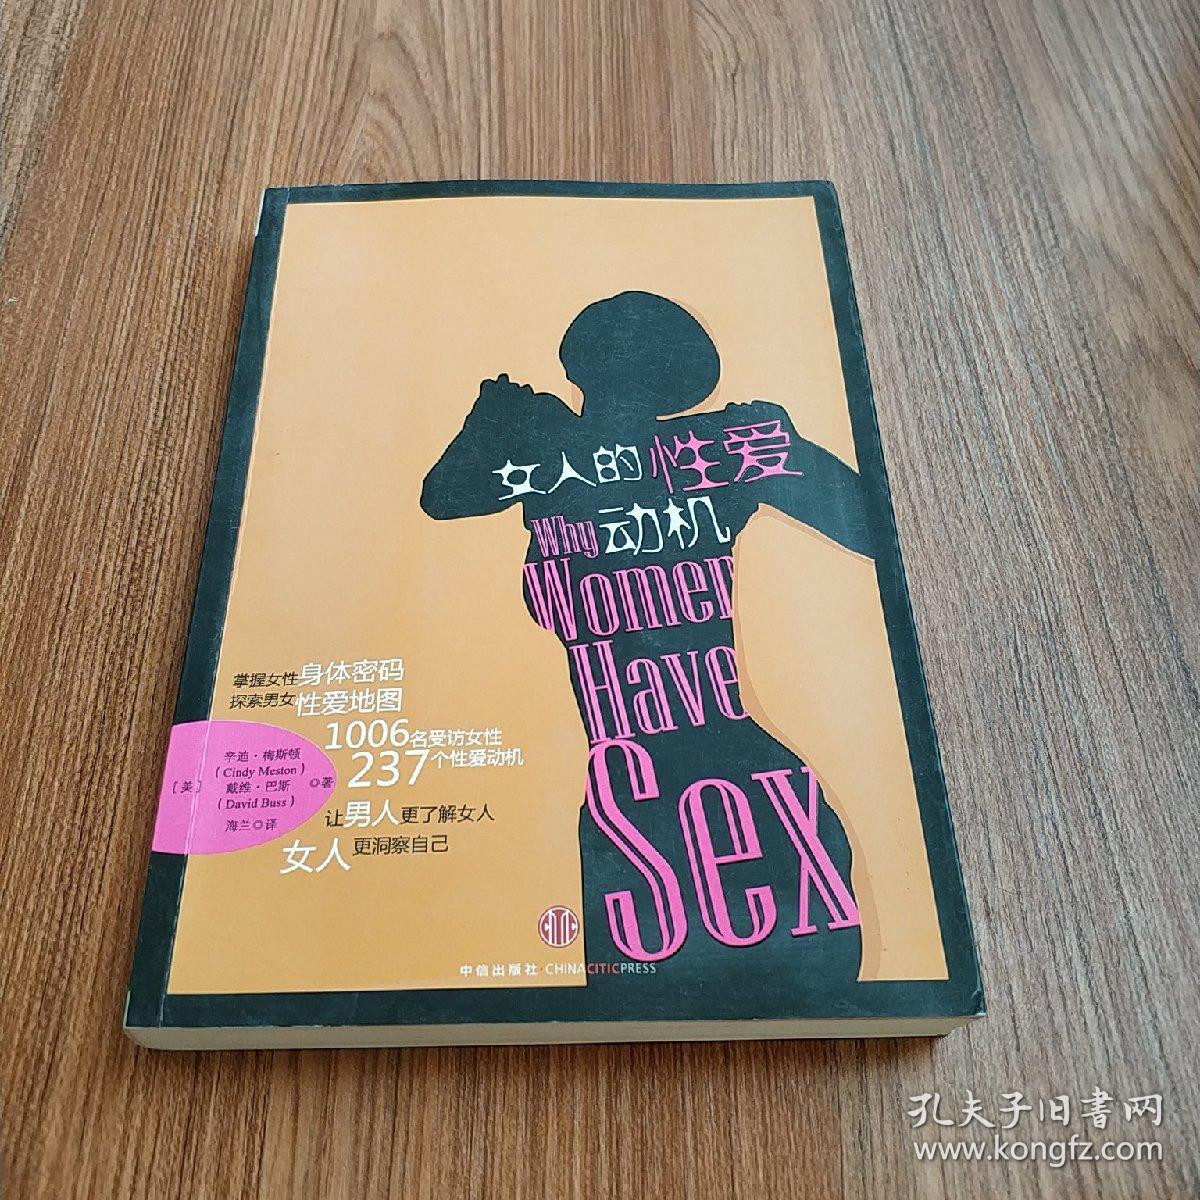 女人的性爱
Why 动机
Women
Have
Sex
掌握女性身体密码
探索男女性爱地图
1006名受访女性
237个性爱动机
让男人更了解女人
女人更洞察自己
[美]
辛迪·梅斯顿
(Cindy Meston)
戴维·巴斯
(David Buss)
◎著
海兰◎译
中信出版社·CHINACITICPRESS
孔夫子旧书网
www.kongfz.com